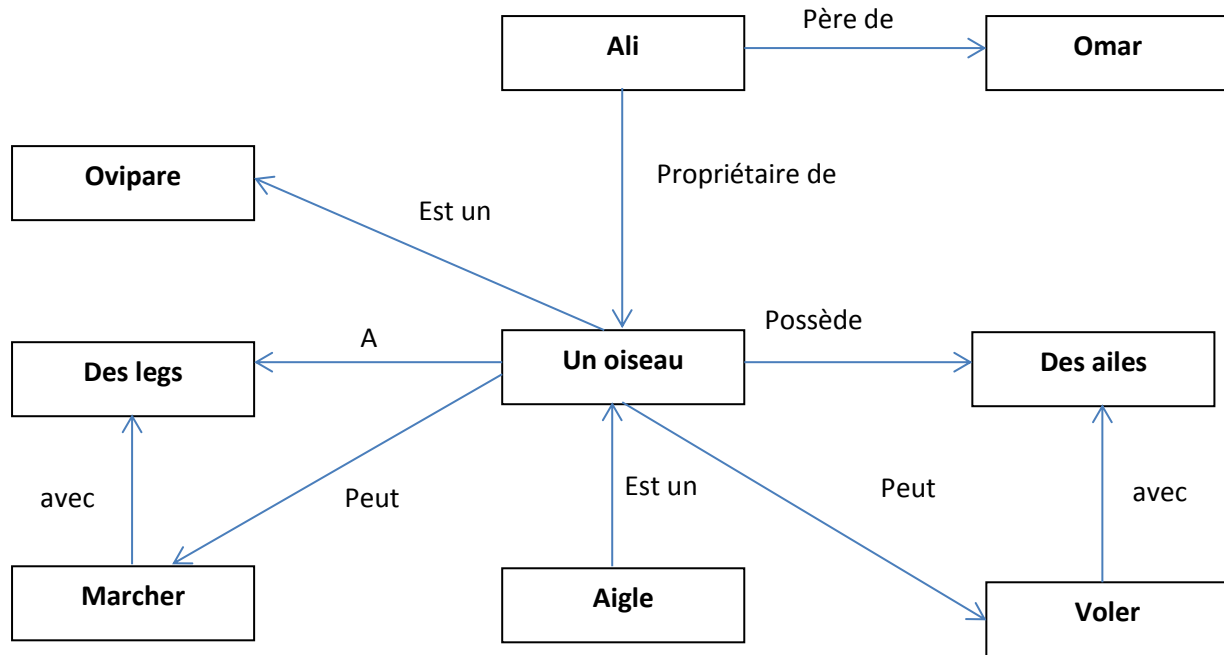 Père de
Ali
Omar
Ovipare
Propriétaire de
Est un
Possède
A
Des legs
Un oiseau
Des ailes
avec
Peut
Est un
Peut
avec
Marcher
Aigle
Voler